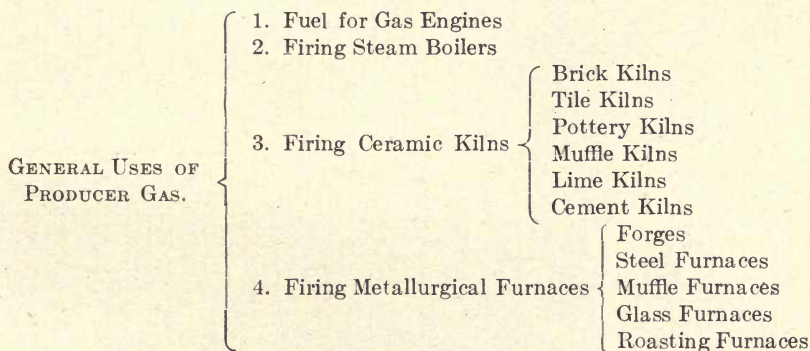 GENERAL USES OF
PRODUCER GAS.
1. Fuel for Gas Engines
2. Firing Steam Boilers
3. Firing Ceramic Kilns
Brick Kilns
Tile Kilns
Pottery Kilns
Muffle Kilns
Lime Kilns
Cement Kilns
4. Firing Metallurgical Furnaces
Forges
Steel Furnaces
Muffle Furnaces
Glass Furnaces
Roasting Furnaces